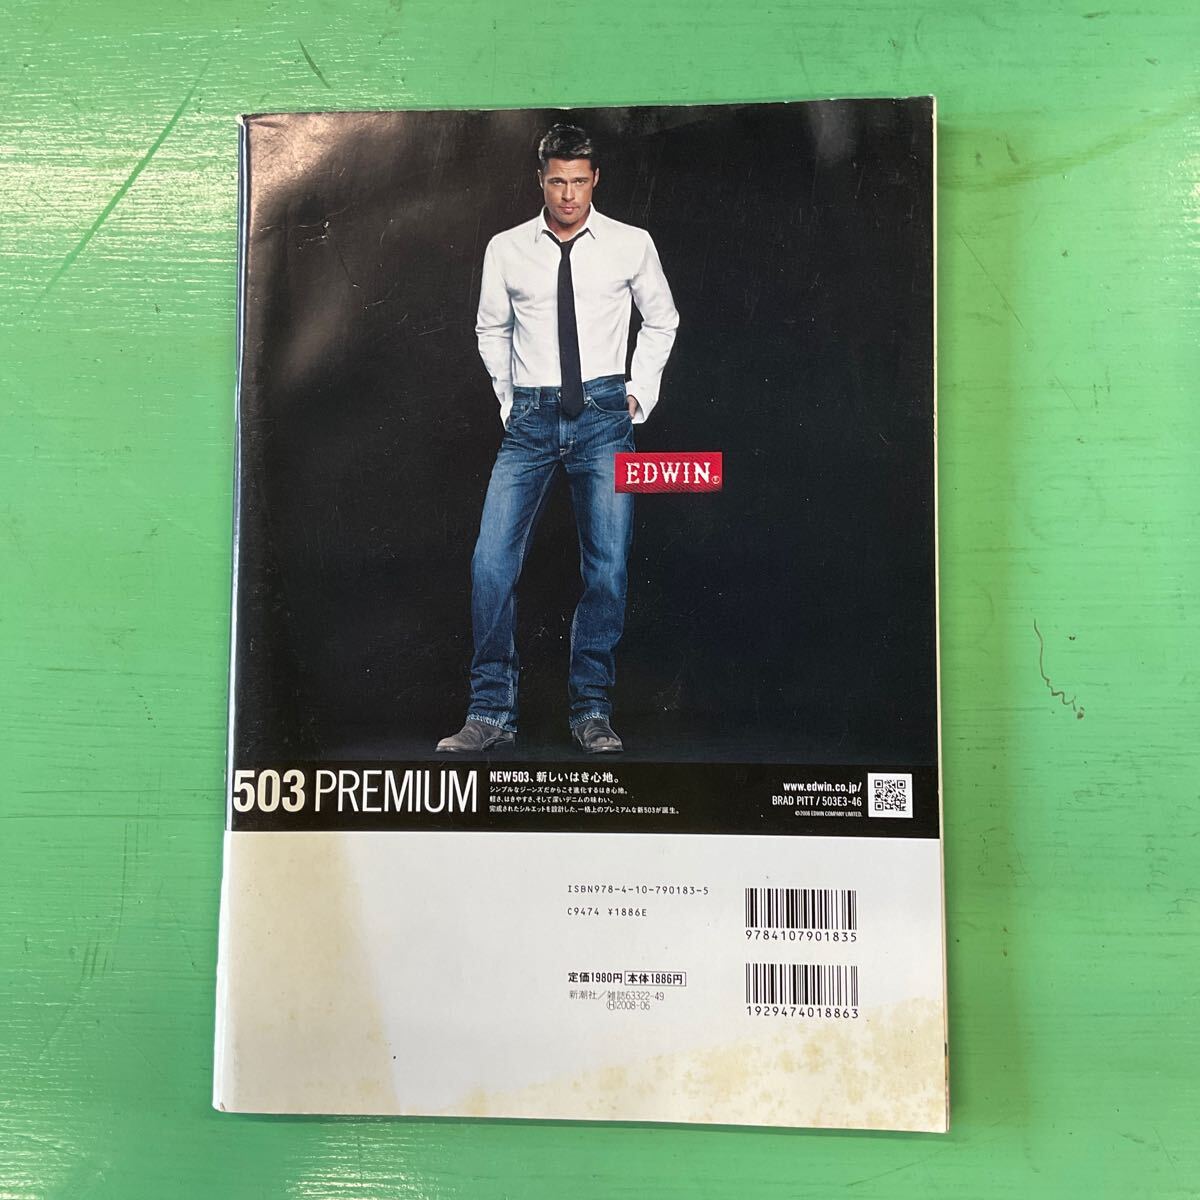 EDWIN®
503 PREMIUM
NEW503、新しいはき心地。
シンプルなジーンズだからこそ進化するはき心地。
軽さ、はきやすさ、そして深いデニムの味わい。
完成されたシルエットを設計した、一格上のプレミアムな新503が誕生。
www.edwin.co.jp/
BRAD PITT / 503E3-46
©2008 EDWIN COMPANY LIMITED.
ISBN978-4-10-790183-5
C9474 ¥1886E
9784107901835
定価1980円 本体1886円
新潮社/雑誌63322-49
Ⓗ2008-06
1929474018863